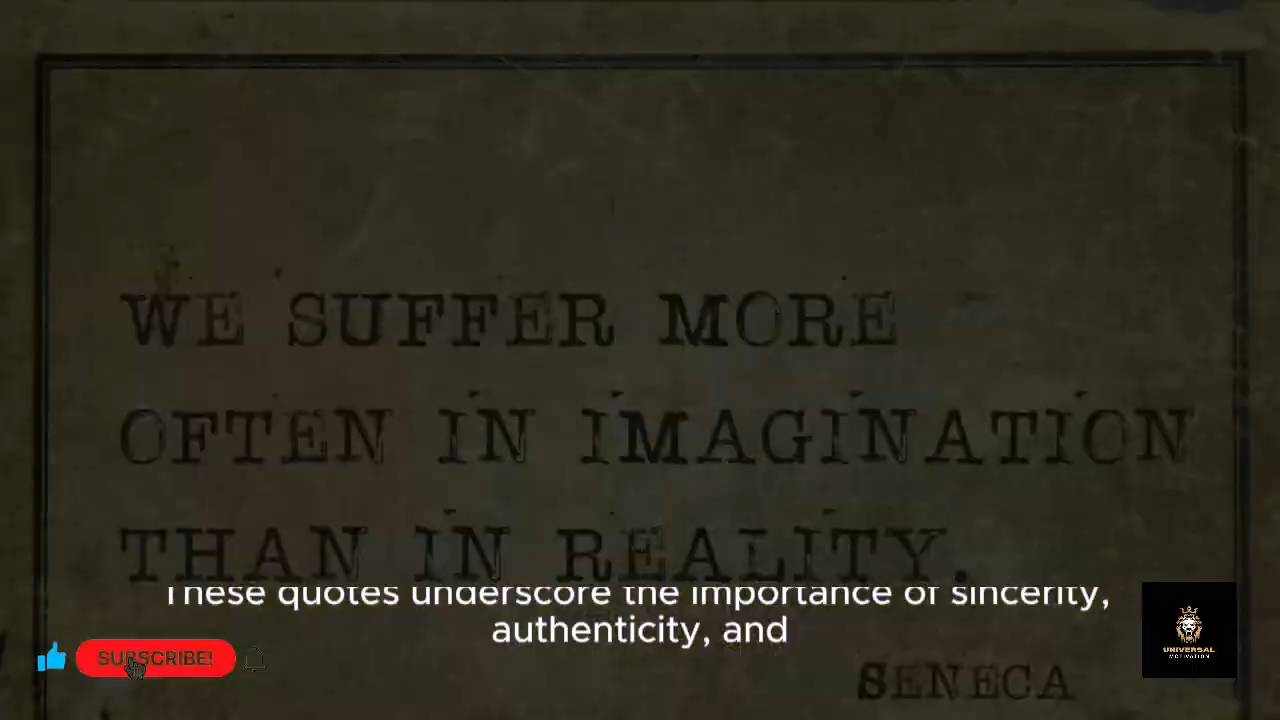 WE SUFFER MORE
OFTEN IN IMAGINATION
THAN IN REALITY.
These quotes underscore the importance of sincerity,
authenticity, and
SUBSCRIBE!
SENECA
UNIVERSAL
MOTIVATION